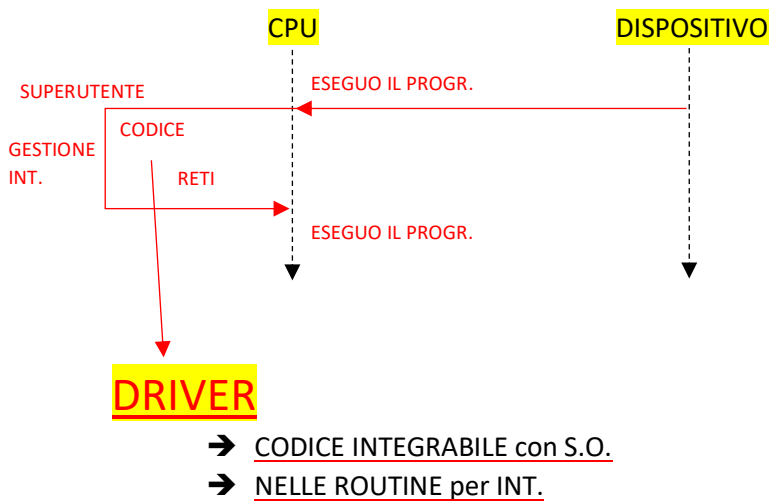 CPU
DISPOSITIVO
ESEGUO IL PROGR.
SUPERUTENTE
CODICE
GESTIONE
INT.
RETI
ESEGUO IL PROGR.
DRIVER
➔ CODICE INTEGRABILE con S.O.
➔ NELLE ROUTINE per INT.